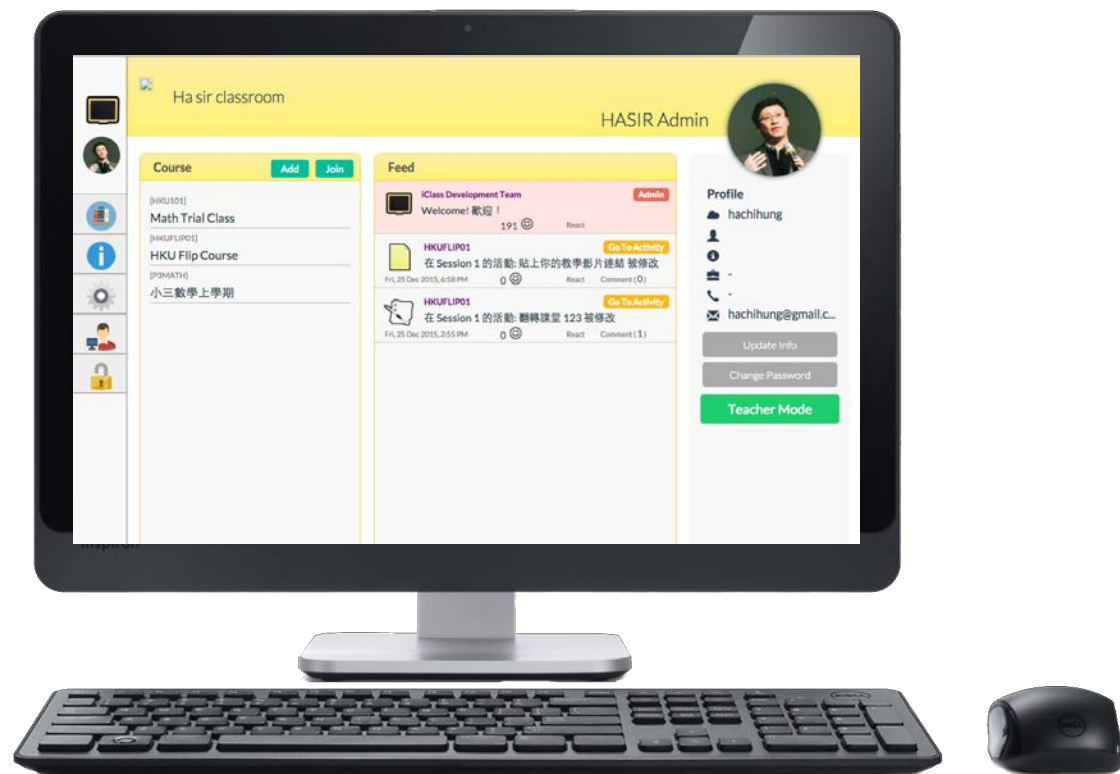 Ha sir classroom
HASIR Admin
Course
Add
Join
[HKU101]
Math Trial Class
[HKUFLIP01]
HKU Flip Course
[P3MATH]
小三數學上學期
Feed
iClass Development Team
Admin
Welcome! 歡迎！
191
React
HKUFLIP01
Go To Activity
在 Session 1 的活動: 貼上你的教學影片連結 被修改
Fri, 25 Dec 2015, 6:58 PM
0
React
Comment (0)
HKUFLIP01
Go To Activity
在 Session 1 的活動: 翻轉課堂 123 被修改
Fri, 25 Dec 2015, 2:55 PM
0
React
Comment (1)
Profile
hachihung
-
-
hachihung@gmail.c...
Update Info
Change Password
Teacher Mode
DELL